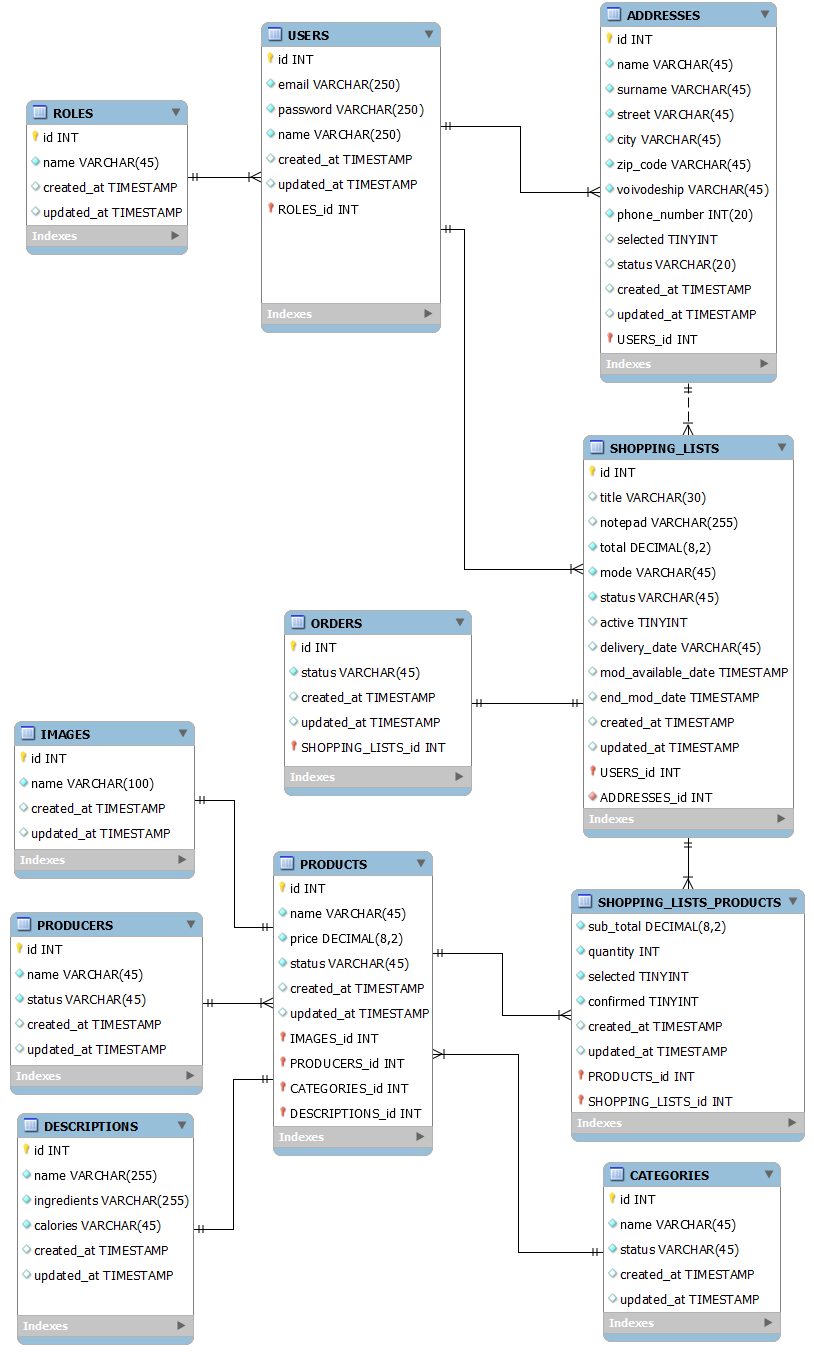 ROLES
id INT
name VARCHAR(45)
created_at TIMESTAMP
updated_at TIMESTAMP
Indexes
USERS
id INT
email VARCHAR(250)
password VARCHAR(250)
name VARCHAR(250)
created_at TIMESTAMP
updated_at TIMESTAMP
ROLES_id INT
Indexes
ADDRESSES
id INT
name VARCHAR(45)
surname VARCHAR(45)
street VARCHAR(45)
city VARCHAR(45)
zip_code VARCHAR(45)
voivodeship VARCHAR(45)
phone_number INT(20)
selected TINYINT
status VARCHAR(20)
created_at TIMESTAMP
updated_at TIMESTAMP
USERS_id INT
Indexes
SHOPPING_LISTS
id INT
title VARCHAR(30)
notepad VARCHAR(255)
total DECIMAL(8,2)
mode VARCHAR(45)
status VARCHAR(45)
active TINYINT
delivery_date VARCHAR(45)
mod_available_date TIMESTAMP
end_mod_date TIMESTAMP
created_at TIMESTAMP
updated_at TIMESTAMP
USERS_id INT
ADDRESSES_id INT
Indexes
ORDERS
id INT
status VARCHAR(45)
created_at TIMESTAMP
updated_at TIMESTAMP
SHOPPING_LISTS_id INT
Indexes
IMAGES
id INT
name VARCHAR(100)
created_at TIMESTAMP
updated_at TIMESTAMP
Indexes
PRODUCTS
id INT
name VARCHAR(45)
price DECIMAL(8,2)
status VARCHAR(45)
created_at TIMESTAMP
updated_at TIMESTAMP
IMAGES_id INT
PRODUCERS_id INT
CATEGORIES_id INT
DESCRIPTIONS_id INT
Indexes
PRODUCERS
id INT
name VARCHAR(45)
status VARCHAR(45)
created_at TIMESTAMP
updated_at TIMESTAMP
Indexes
SHOPPING_LISTS_PRODUCTS
sub_total DECIMAL(8,2)
quantity INT
selected TINYINT
confirmed TINYINT
created_at TIMESTAMP
updated_at TIMESTAMP
PRODUCTS_id INT
SHOPPING_LISTS_id INT
Indexes
DESCRIPTIONS
id INT
name VARCHAR(255)
ingredients VARCHAR(255)
calories VARCHAR(45)
created_at TIMESTAMP
updated_at TIMESTAMP
Indexes
CATEGORIES
id INT
name VARCHAR(45)
status VARCHAR(45)
created_at TIMESTAMP
updated_at TIMESTAMP
Indexes